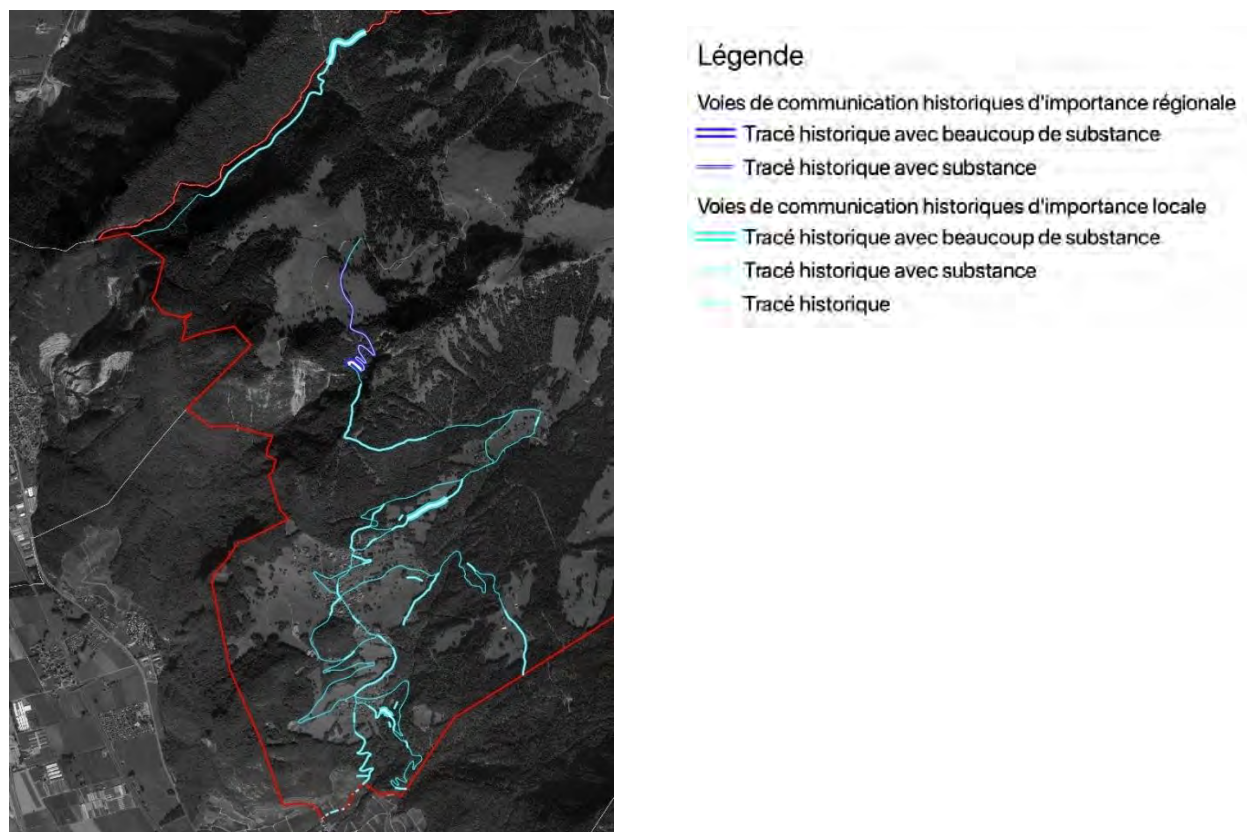 Légende
Voies de communication historiques d'importance régionale
Tracé historique avec beaucoup de substance
Tracé historique avec substance
Voies de communication historiques d'importance locale
Tracé historique avec beaucoup de substance
Tracé historique avec substance
Tracé historique